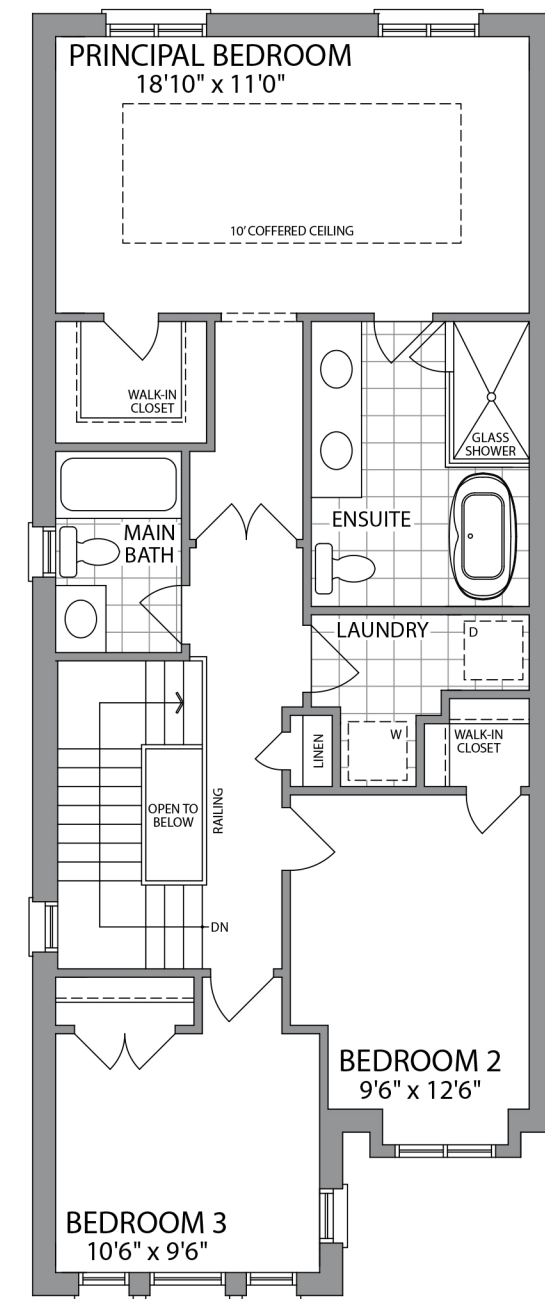 PRINCIPAL BEDROOM
18'10" x 11'0"
10' COFFERED CEILING
WALK-IN
CLOSET
GLASS
SHOWER
MAIN
BATH
ENSUITE
LAUNDRY
D
W
WALK-IN
CLOSET
LINEN
OPEN TO
BELOW
RAILING
DN
BEDROOM 2
9'6" x 12'6"
BEDROOM 3
10'6" x 9'6"